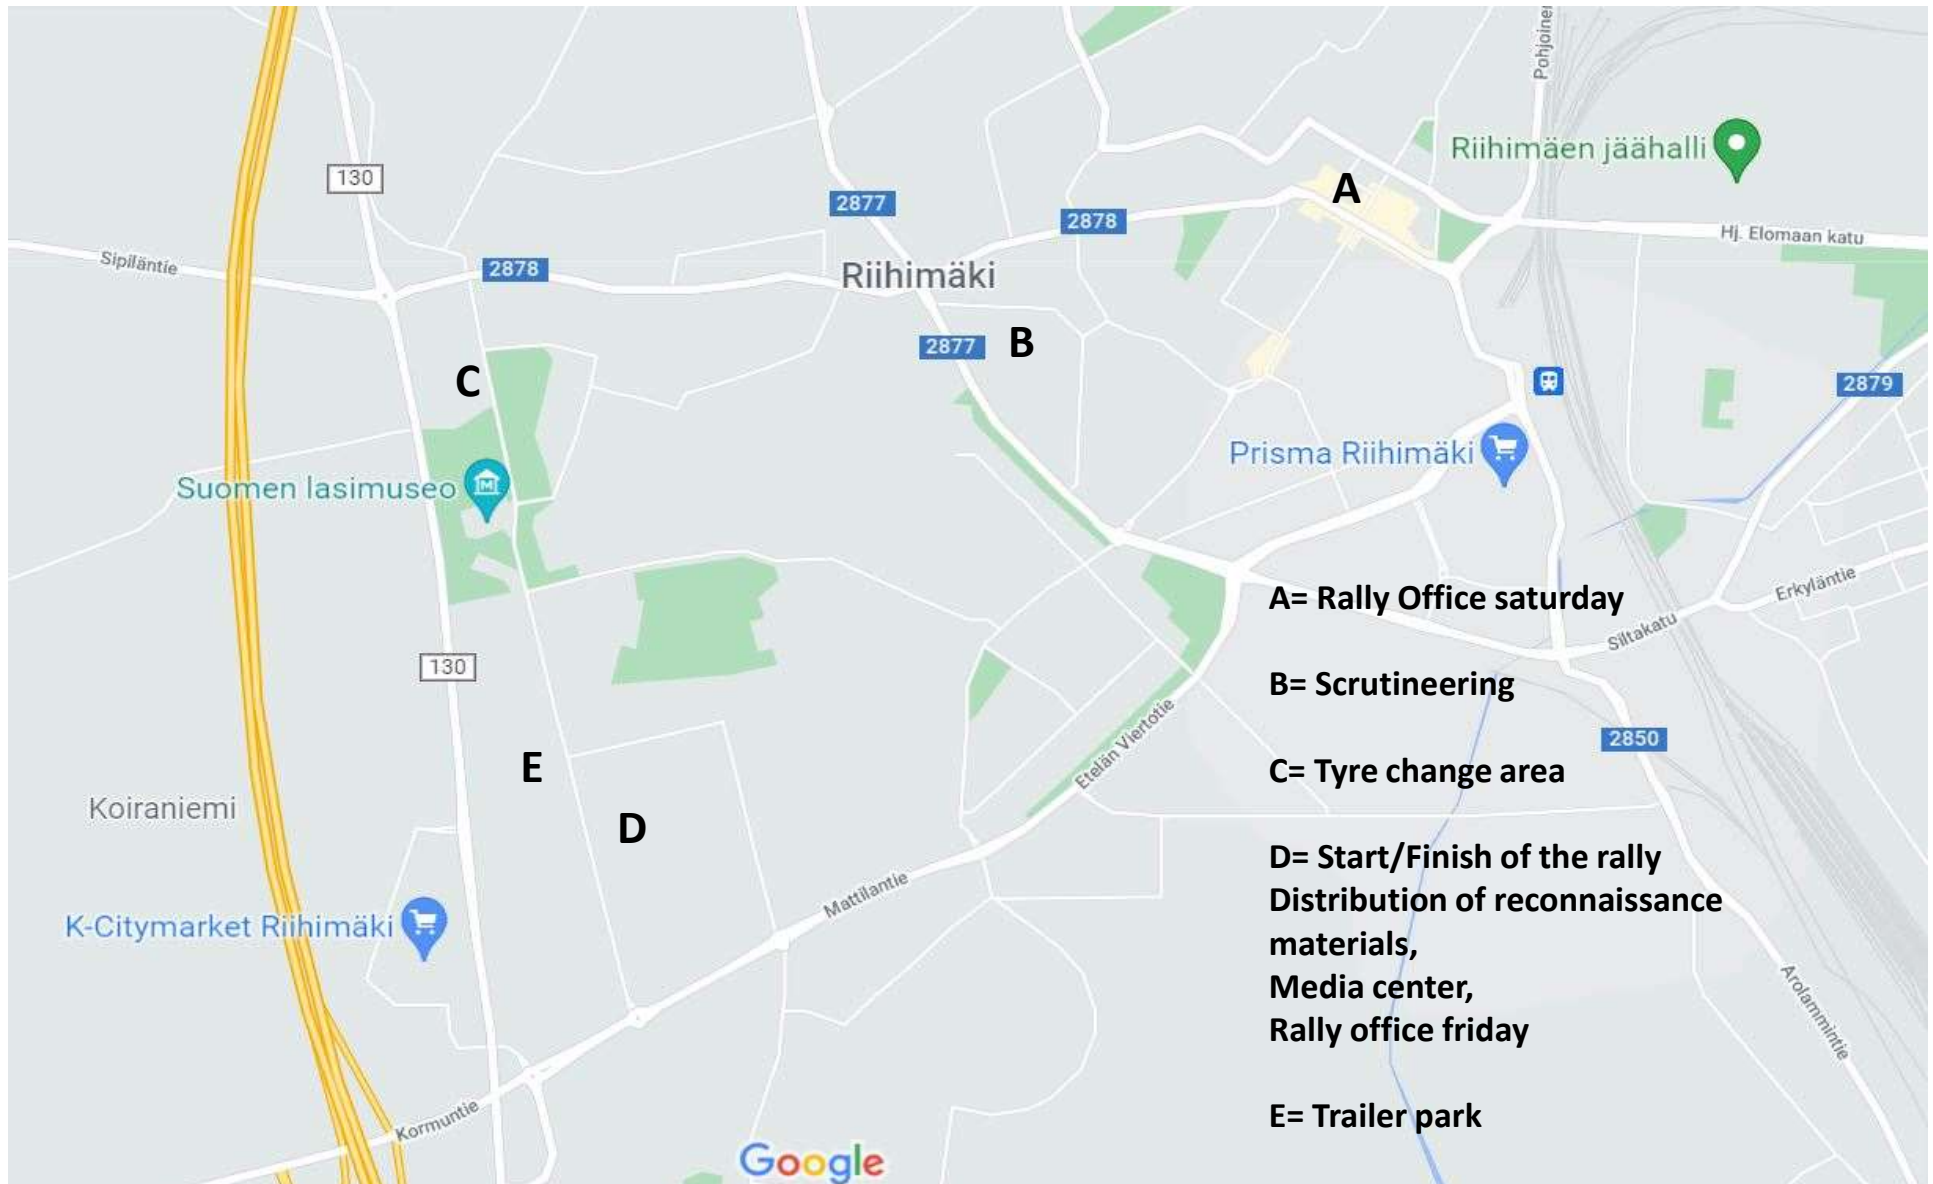 Pohjoinen
Riihimäen jäähalli
130
A
2877
2878
Hj. Elomaan katu
Sipiläntie
2878
Riihimäki
2877
B
C
2879
Prisma Riihimäki
Suomen lasimuseo
M
Erkyläntie
A= Rally Office saturday
Siltakatu
130
B= Scrutineering
Etelän Viertotie
2850
E
C= Tyre change area
Koiraniemi
D
D= Start/Finish of the rally
Distribution of reconnaissance
materials,
Media center,
Rally office friday
Mattilantie
K-Citymarket Riihimäki
Arolammintie
Kormuntie
E= Trailer park
Google